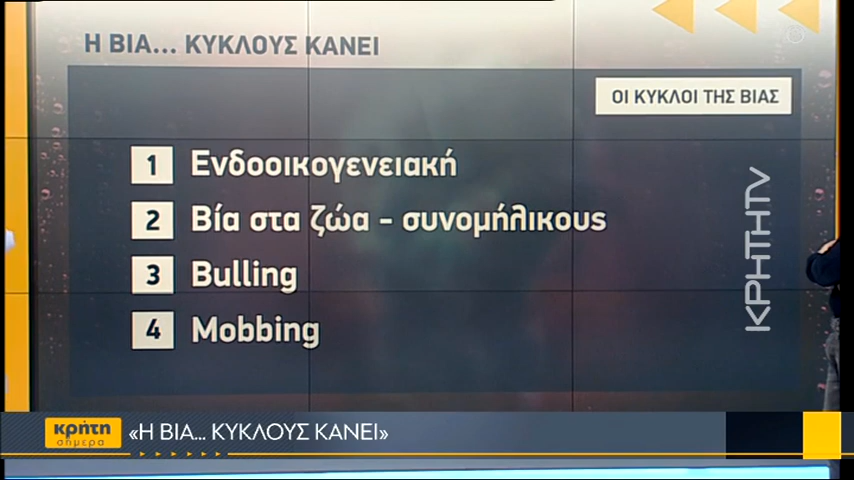 Η ΒΙΑ... ΚΥΚΛΟΥΣ ΚΑΝΕΙ
ΟΙ ΚΥΚΛΟΙ ΤΗΣ ΒΙΑΣ
1 Ενδοοικογενειακή
2 Βία στα ζώα - συνομήλικους
3 Bulling
4 Mobbing
ΚΡΗΤΗTV
κρήτη
σήμερα
«Η ΒΙΑ... ΚΥΚΛΟΥΣ ΚΑΝΕΙ»